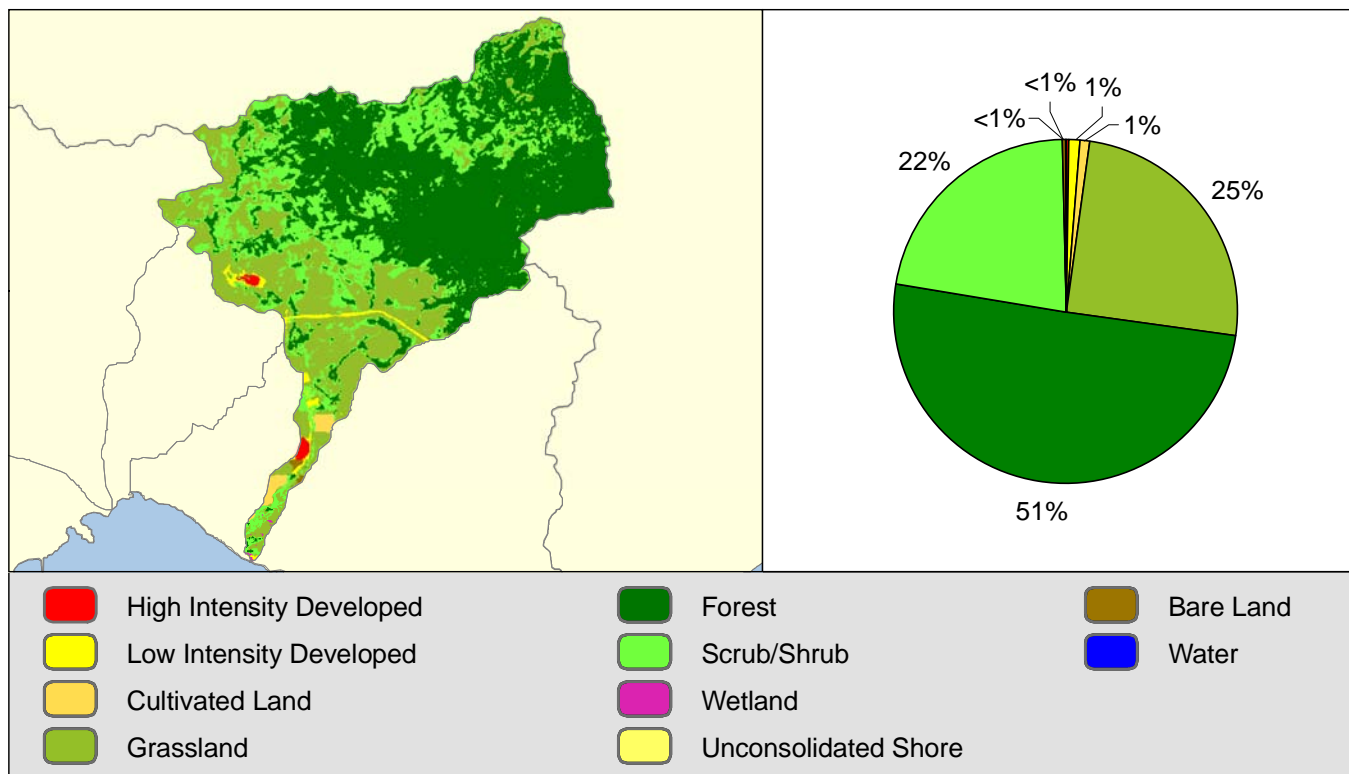 <1%
1%
<1%
1%
22%
25%
51%
High Intensity Developed
Low Intensity Developed
Cultivated Land
Grassland
Forest
Scrub/Shrub
Wetland
Unconsolidated Shore
Bare Land
Water